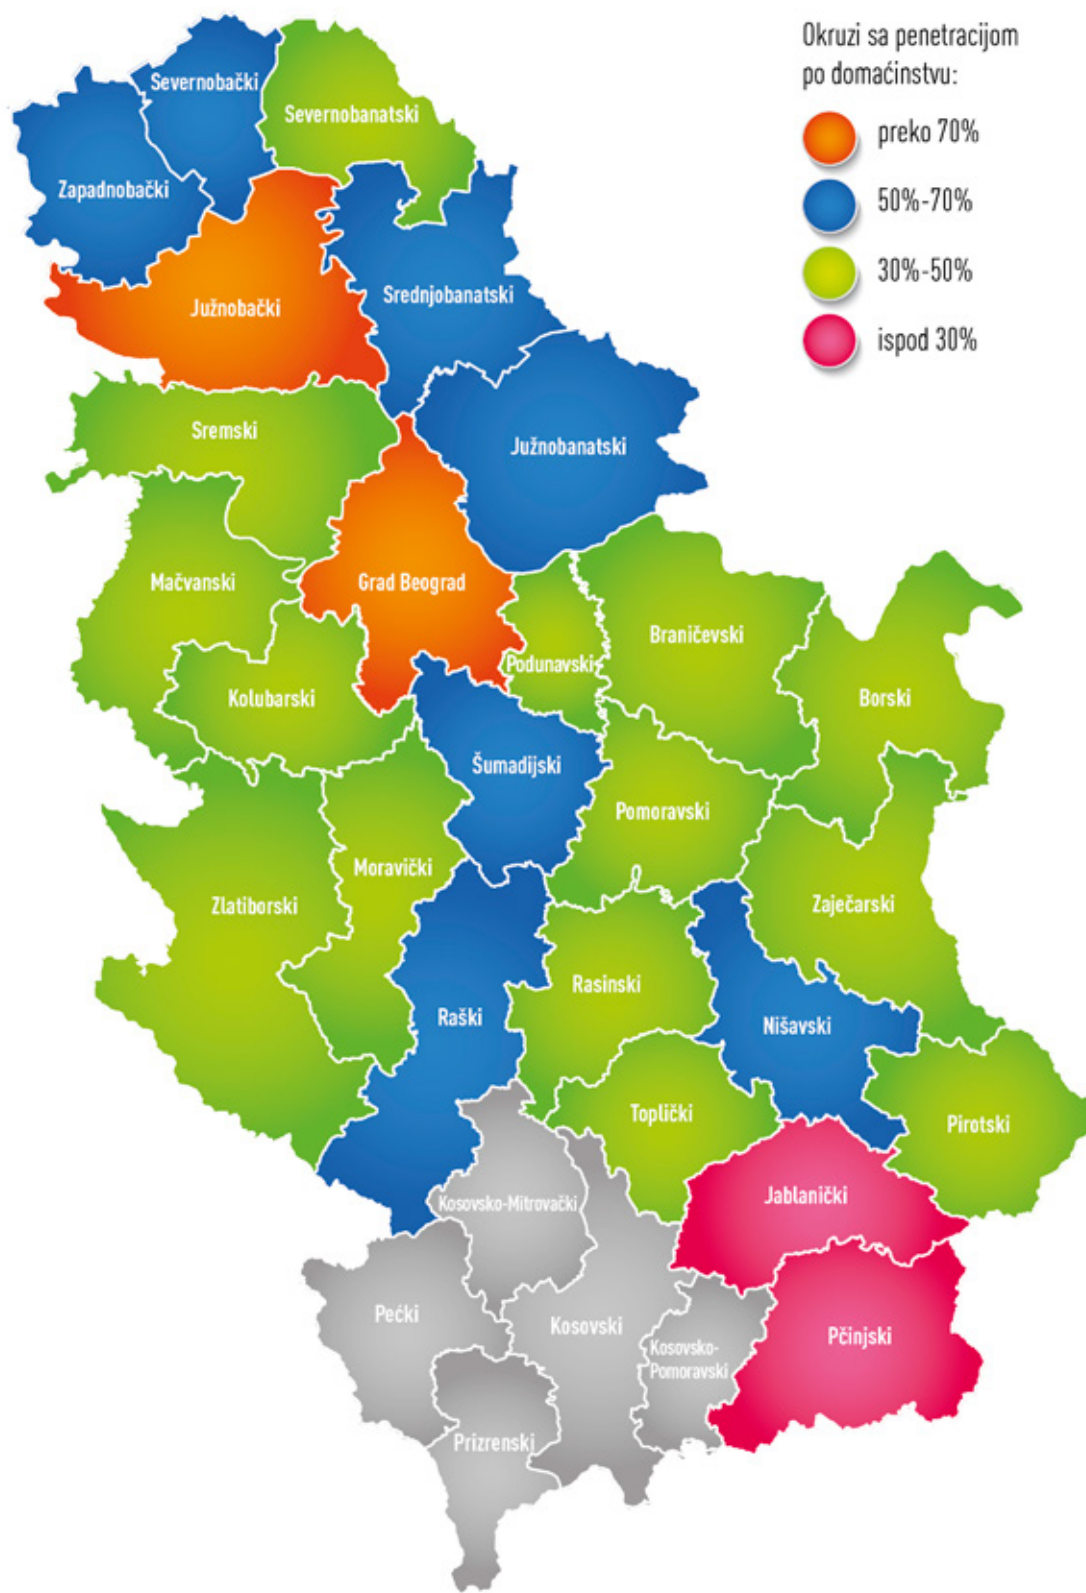 Okruzi sa penetracijom
po domaćinstvu:
preko 70%
50%-70%
30%-50%
ispod 30%
Severnobački
Severnobanatski
Zapadnobački
Južnobački
Srednjobanatski
Sremski
Južnobanatski
Mačvanski
Grad Beograd
Podunavski
Braničevski
Kolubarski
Borski
Šumadijski
Pomoravski
Moravički
Zlatiborski
Zaječarski
Rasinski
Raški
Nišavski
Toplički
Pirotski
Jablanički
Kosovsko-Mitrovački
Pećki
Kosovski
Kosovsko-
Pomoravski
Pčinjski
Prizrenski